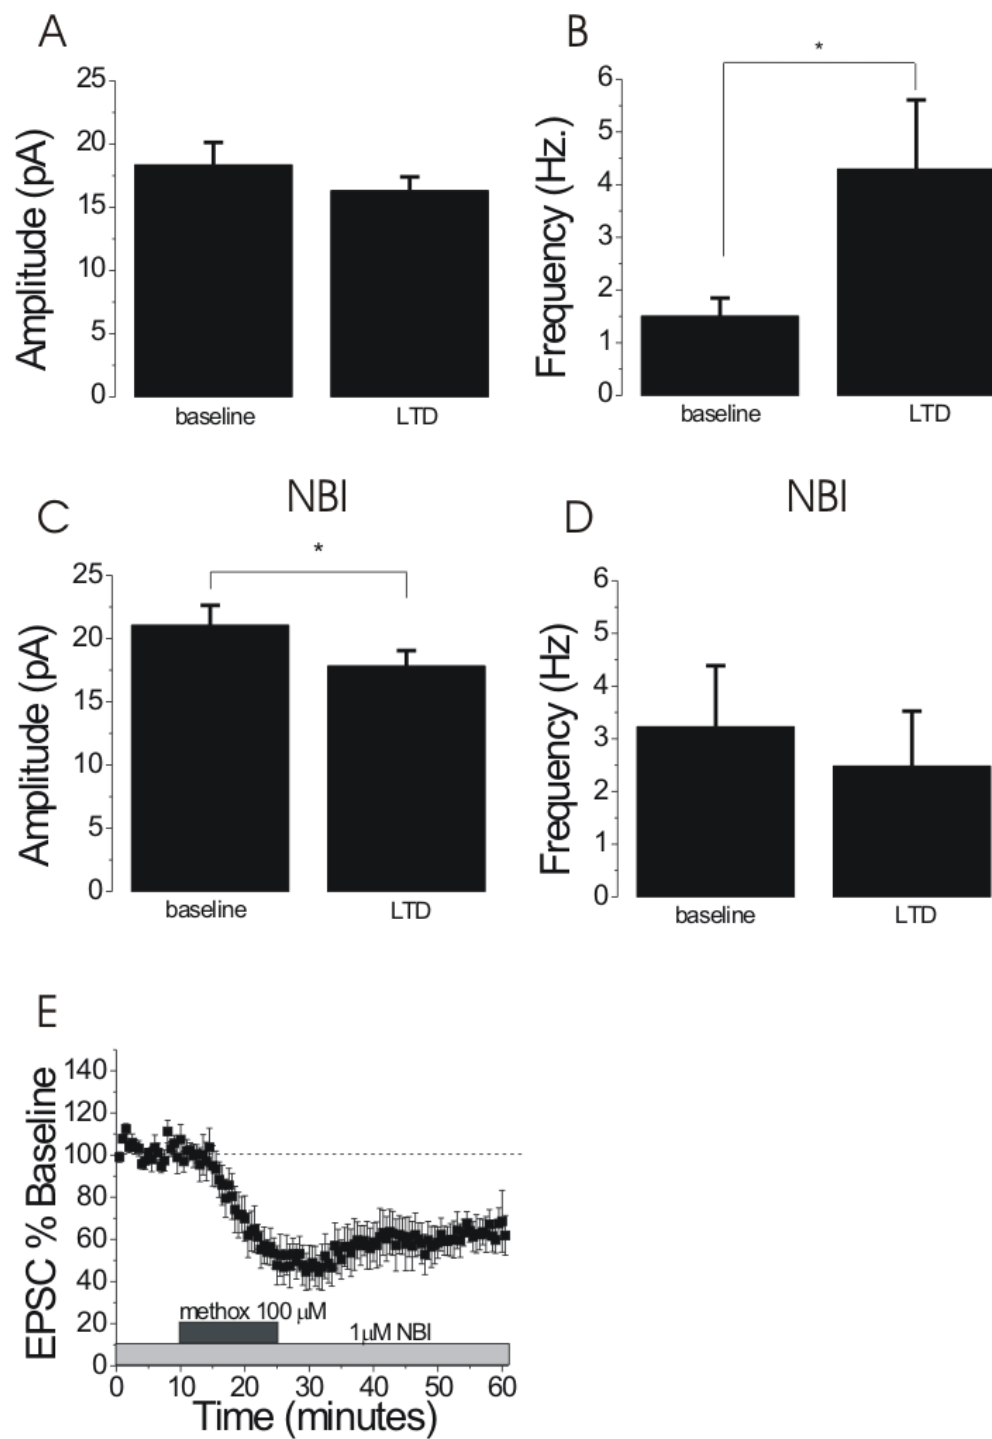 A
Amplitude (pA)
25
20
15
10
5
0
baseline
LTD
B
*
Frequency (Hz.)
6
5
4
3
2
1
0
baseline
LTD
C
NBI
*
Amplitude (pA)
25
20
15
10
5
0
baseline
LTD
D
NBI
Frequency (Hz)
6
5
4
3
2
1
0
baseline
LTD
E
EPSC % Baseline
140
120
100
80
60
40
20
0
methox 100 μM
1μM NBI
0 10 20 30 40 50 60
Time (minutes)